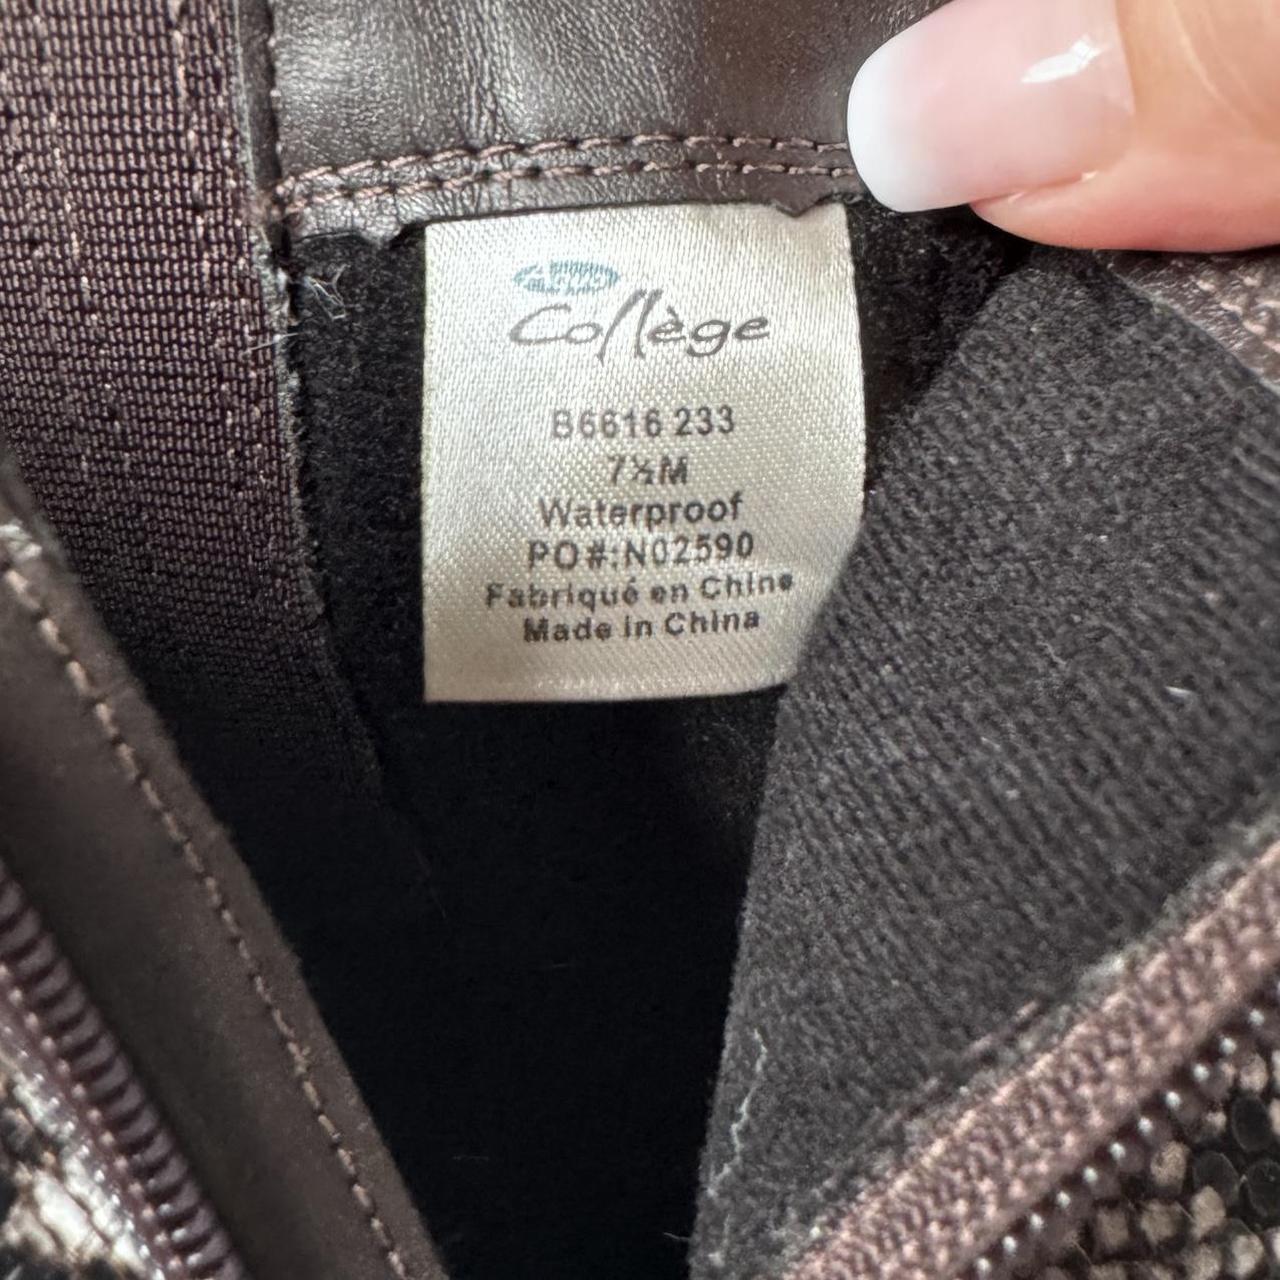 Collège
B6616 233
7½M
Waterproof
PO#:N02590
Fabriqué en Chine
Made in China